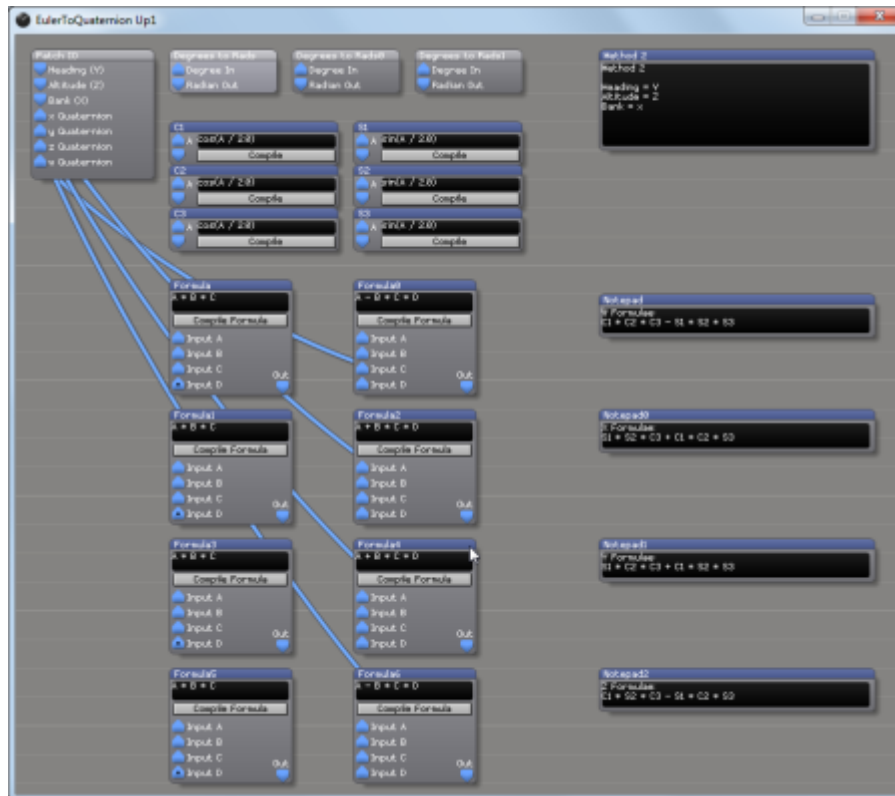 EulerToQuaternion Up1
Patch IO
Heading (Y)
Altitude (Z)
Bank (X)
x Quaternion
y Quaternion
z Quaternion
w Quaternion
Degrees to Rads
Degree In
Radian Out
Degrees to Rads0
Degree In
Radian Out
Degrees to Rads1
Degree In
Radian Out
Method 2
Method 2
Heading = Y
Altitude = Z
Bank = x
C1
A cos(A / 2.0)
Compile
S1
A sin(A / 2.0)
Compile
C2
A cos(A / 2.0)
Compile
S2
A sin(A / 2.0)
Compile
C3
A cos(A / 2.0)
Compile
S3
A sin(A / 2.0)
Compile
Formula
A * B * C
Compile Formula
Input A
Input B
Input C
Input D
Out
Formula0
A - B * C * D
Compile Formula
Input A
Input B
Input C
Input D
Out
Notepad
W Formulae:
C1 * C2 * C3 - S1 * S2 * S3
Formula1
A * B * C
Compile Formula
Input A
Input B
Input C
Input D
Out
Formula2
A + B * C * D
Compile Formula
Input A
Input B
Input C
Input D
Out
Notepad0
X Formulae:
S1 * S2 * C3 + C1 * C2 * S3
Formula3
A * B * C
Compile Formula
Input A
Input B
Input C
Input D
Out
Formula4
A + B * C * D
Compile Formula
Input A
Input B
Input C
Input D
Out
Notepad1
Y Formulae:
S1 * C2 * C3 + C1 * S2 * S3
Formula5
A * B * C
Compile Formula
Input A
Input B
Input C
Input D
Out
Formula6
A - B * C * D
Compile Formula
Input A
Input B
Input C
Input D
Out
Notepad2
Z Formulae:
C1 * S2 * C3 - S1 * C2 * S3